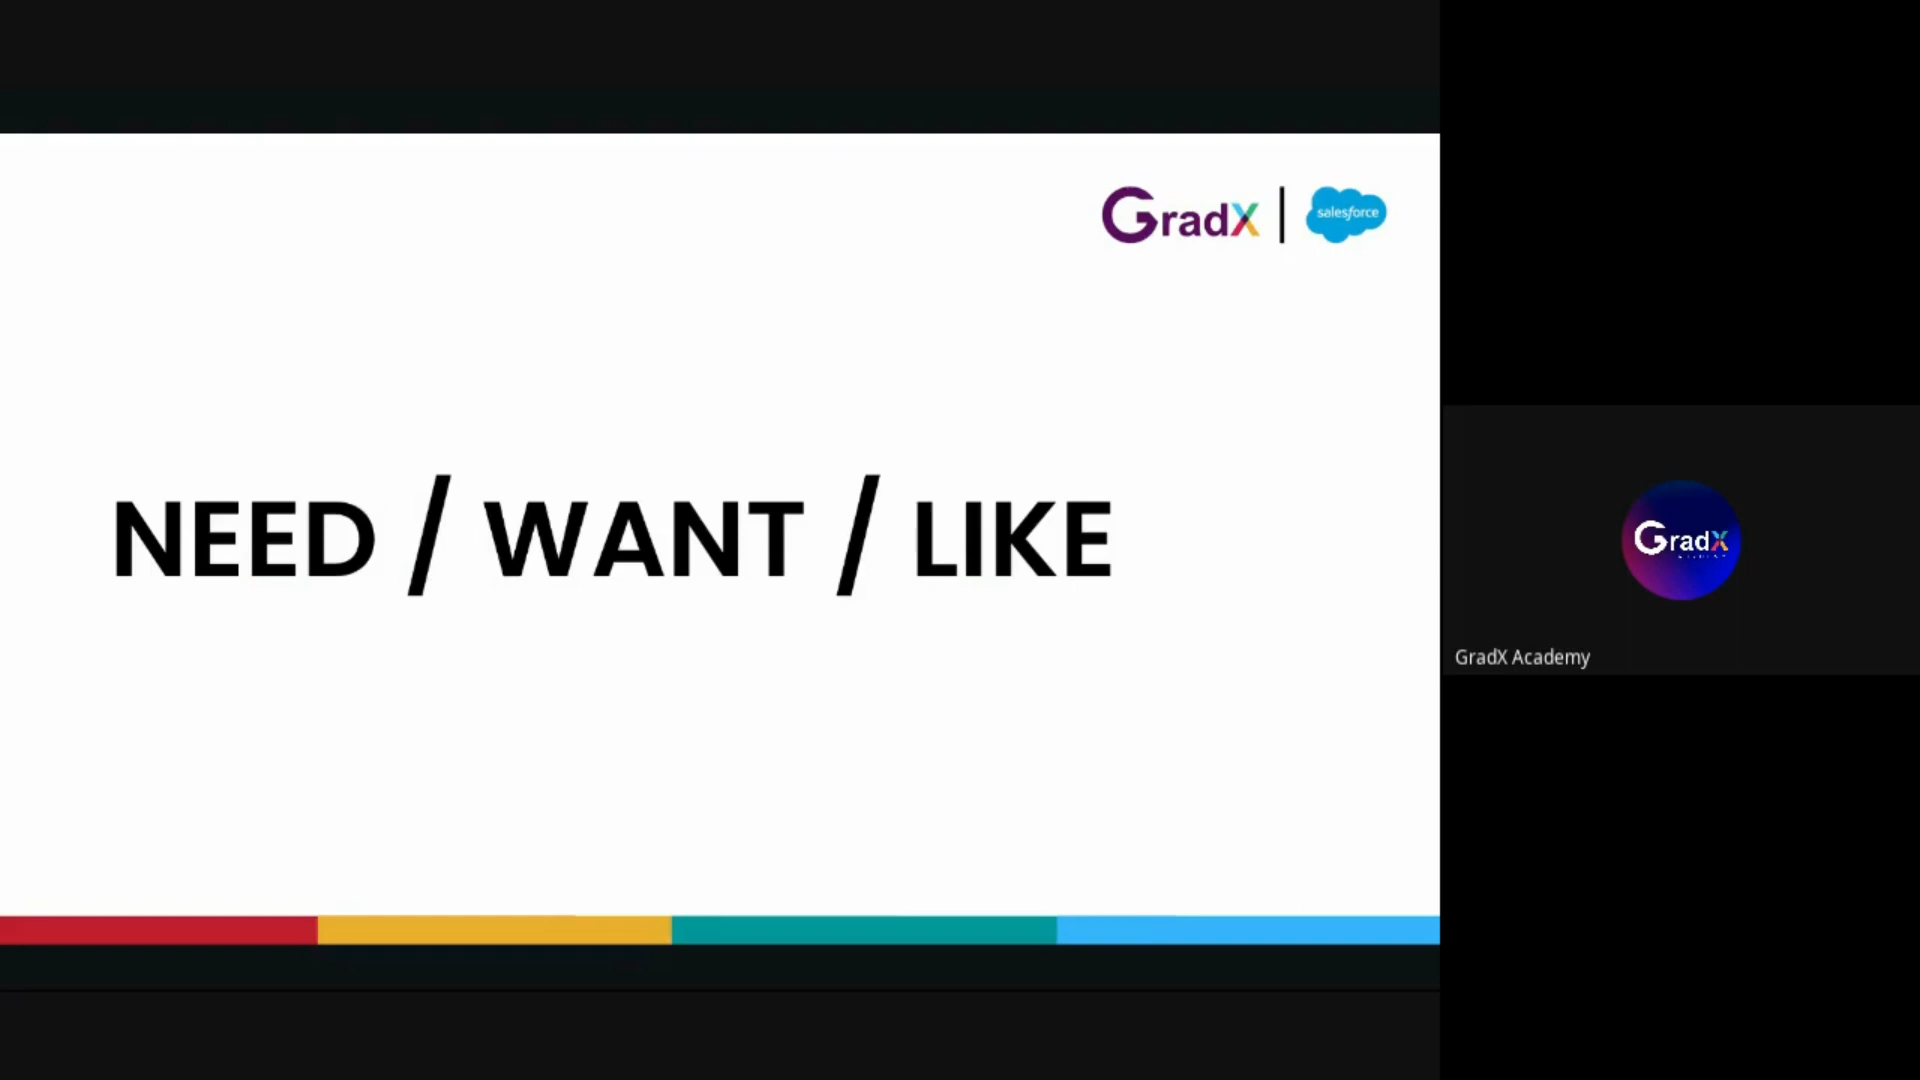 GradX | salesforce
NEED / WANT / LIKE
GradX
GradX Academy